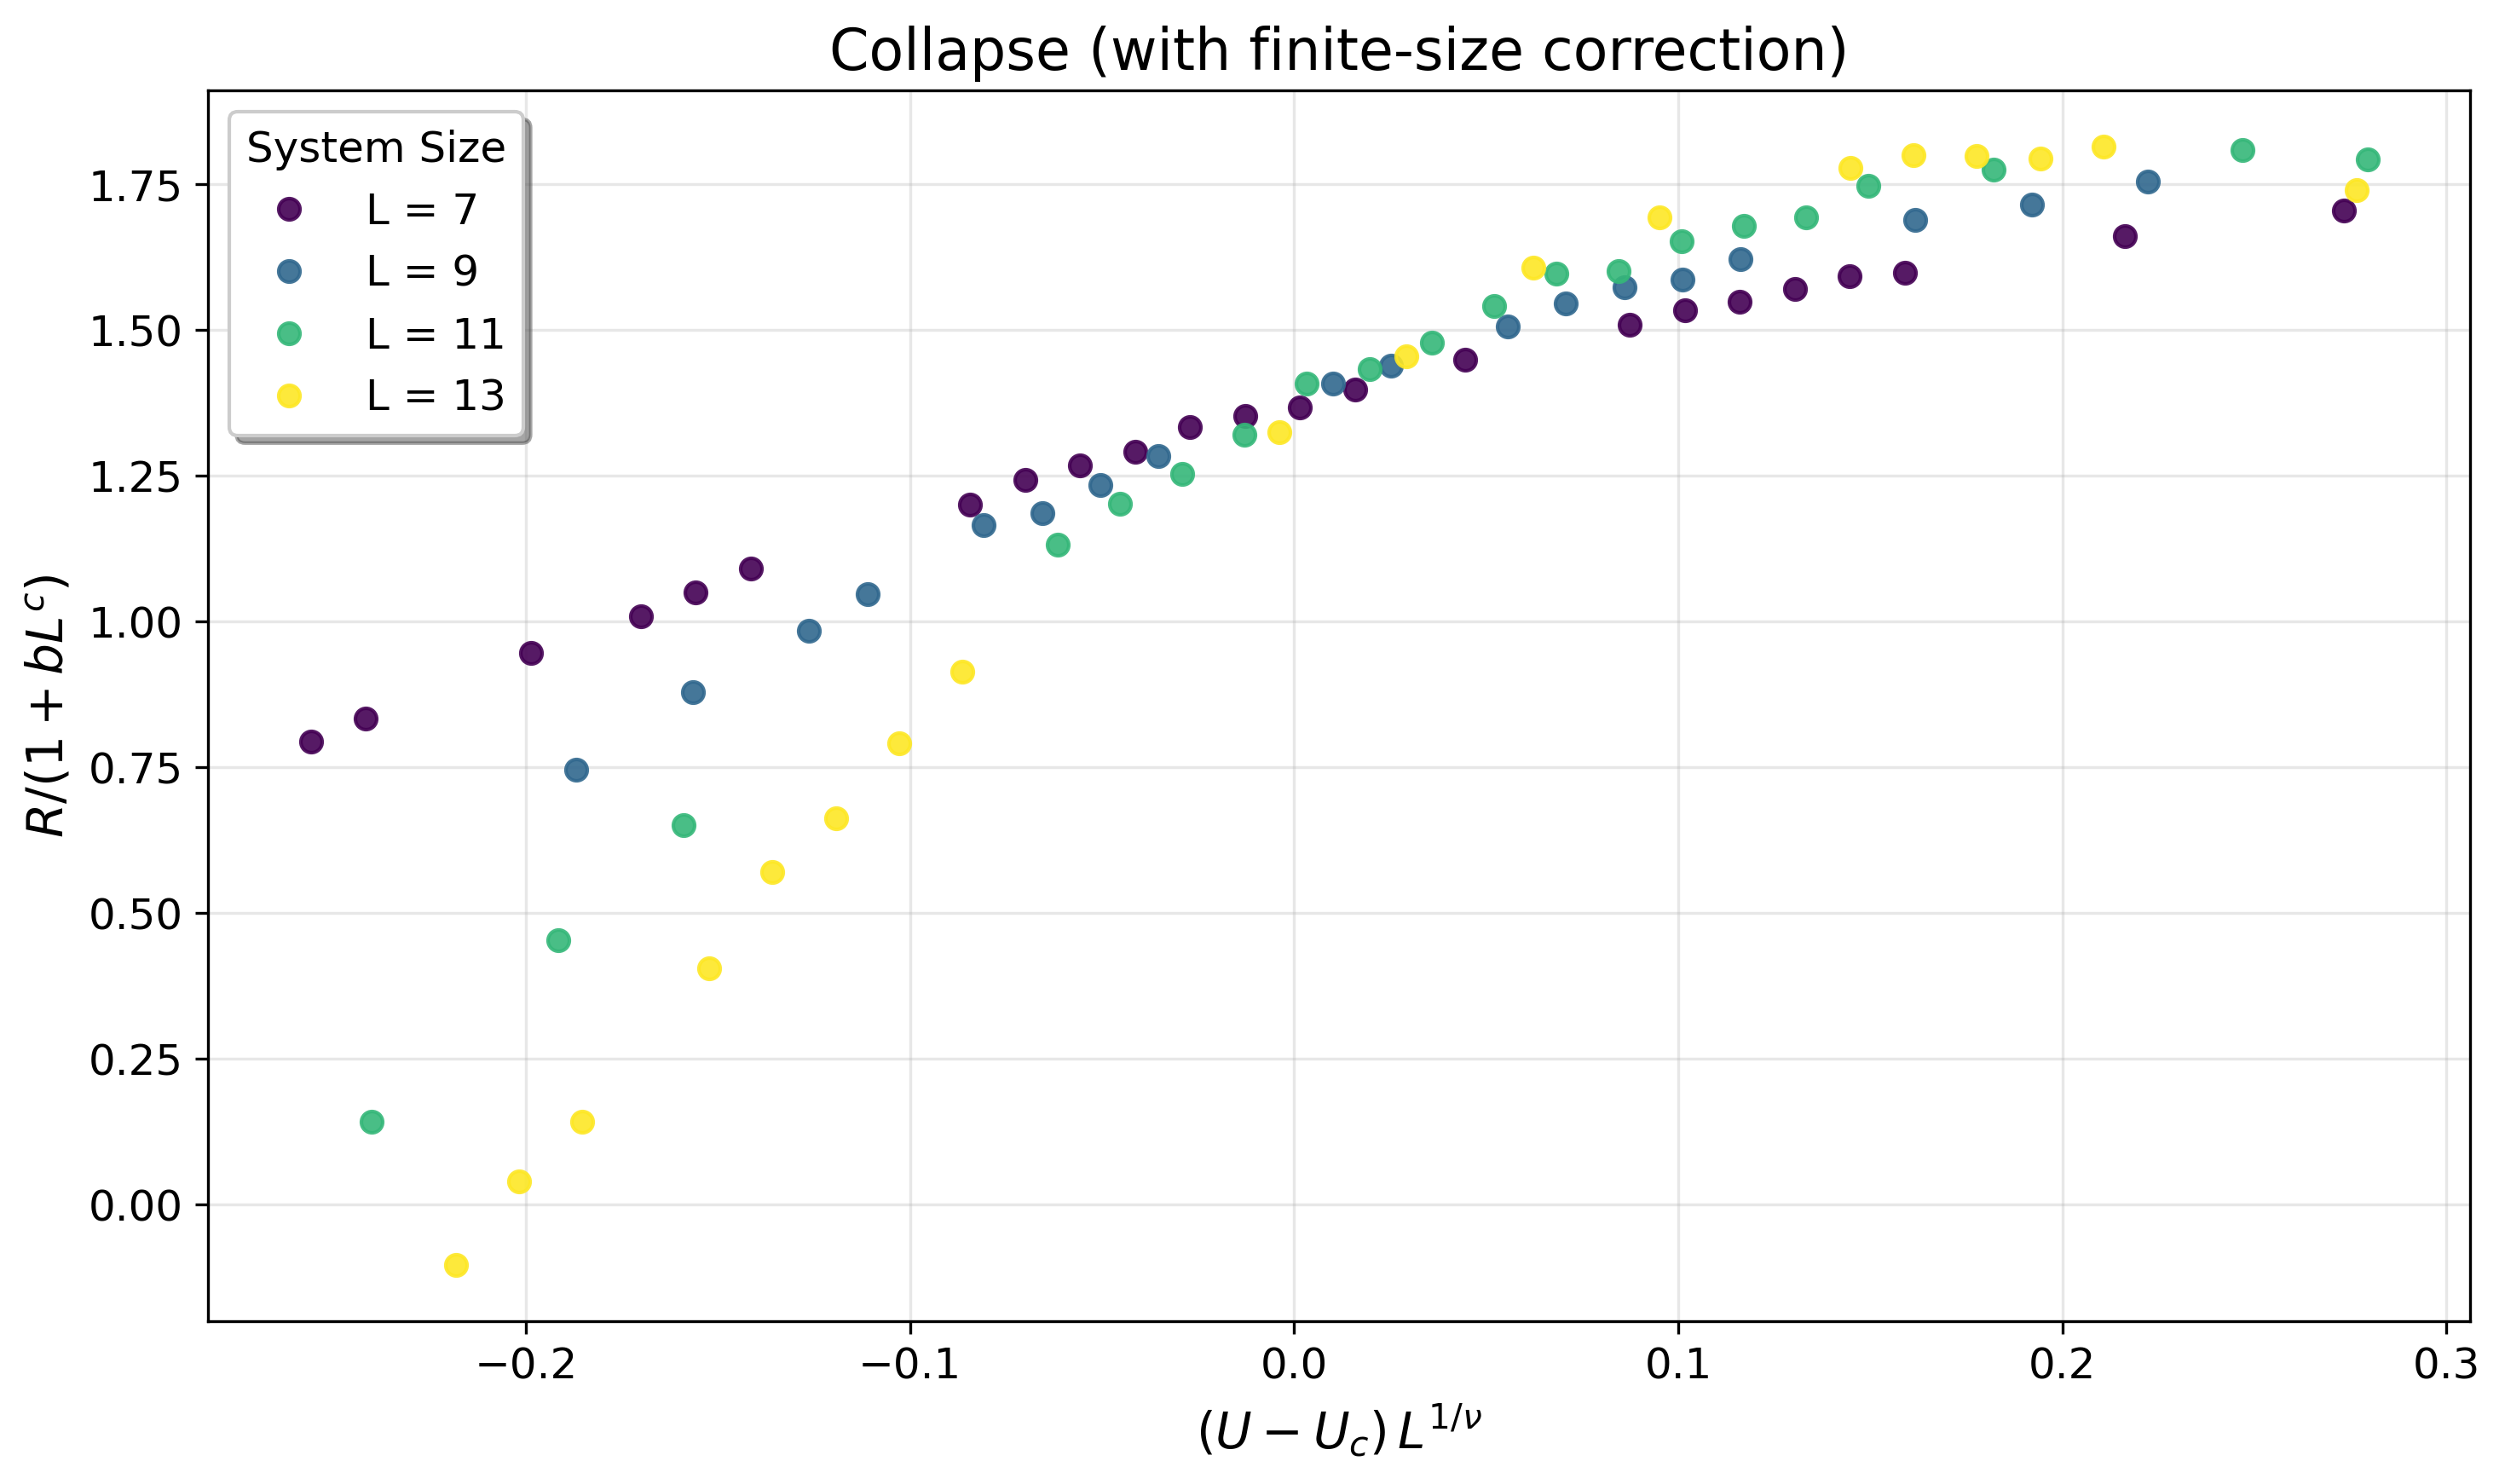 Collapse (with finite-size correction)
System Size
L = 7
L = 9
L = 11
L = 13
R/(1 + bL^c)
1.75
1.50
1.25
1.00
0.75
0.50
0.25
0.00
−0.2 −0.1 0.0 0.1 0.2 0.3
(U − U_c) L^{1/ν}